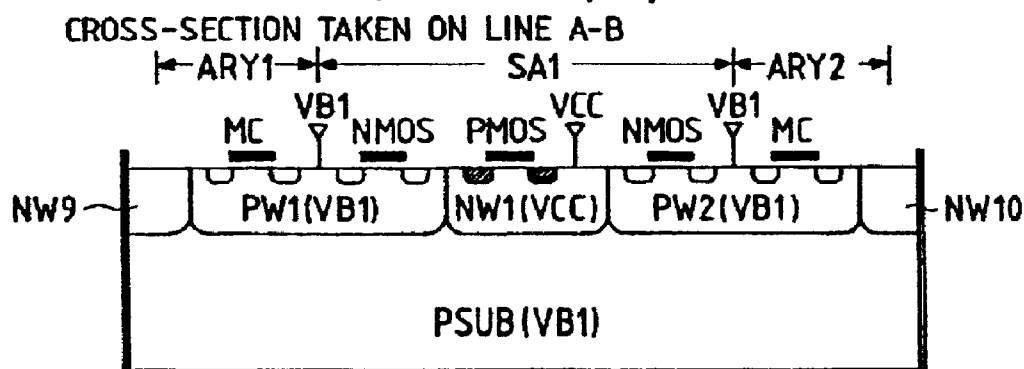 CROSS-SECTION TAKEN ON LINE A-B
ARY1 SA1 ARY2
VB1 VCC VB1
MC NMOS PMOS NMOS MC
NW9 PW1(VB1) NW1(VCC) PW2(VB1) NW10
PSUB(VB1)